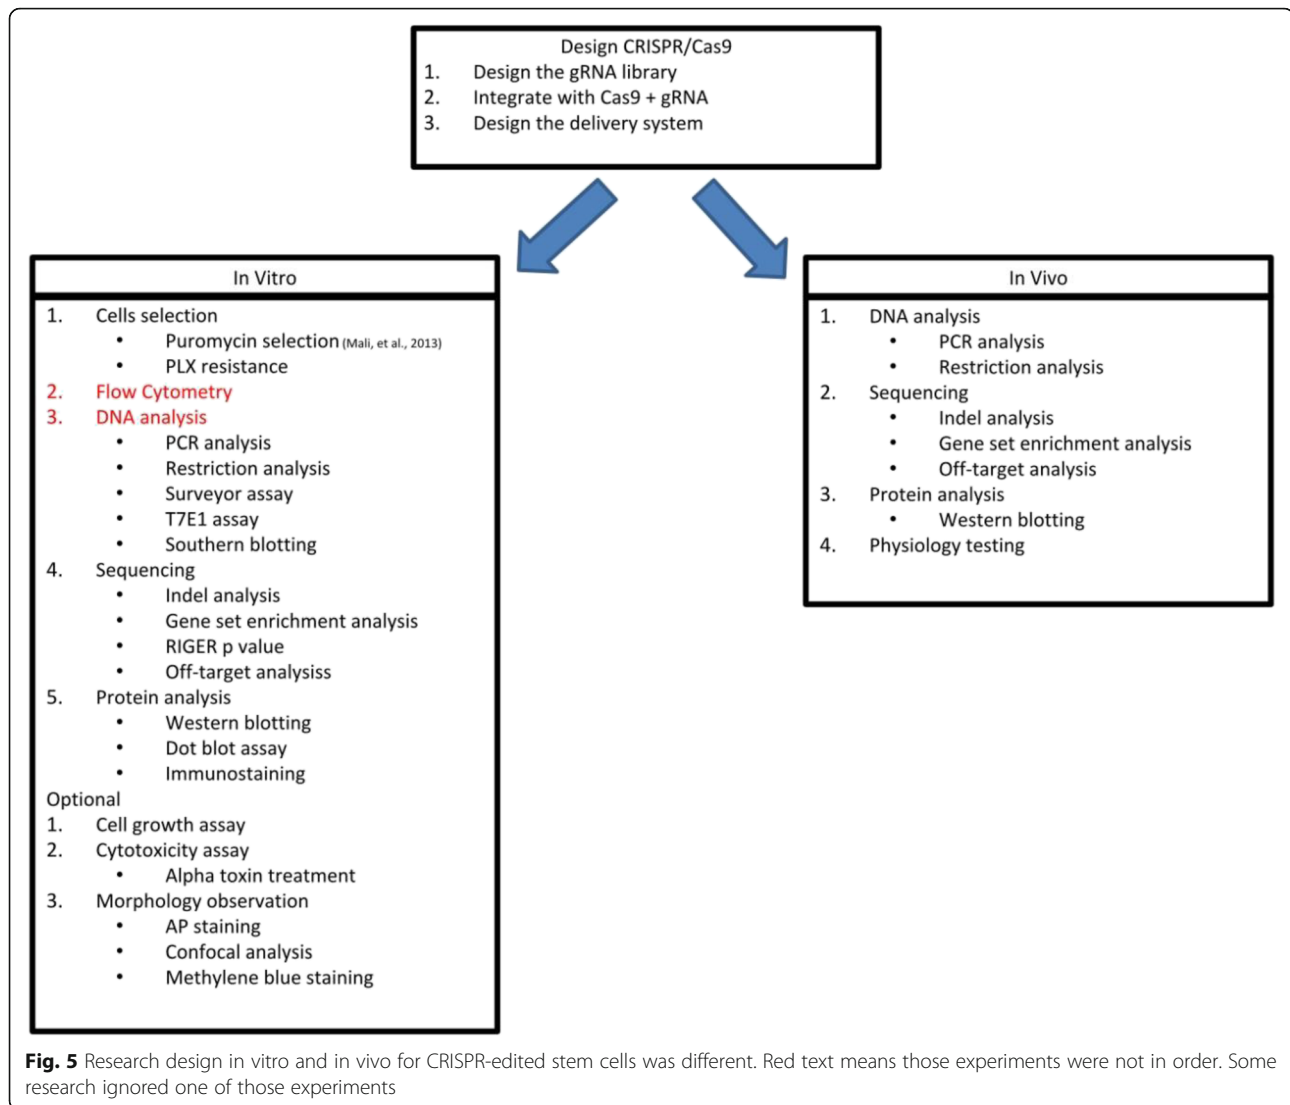 Design CRISPR/Cas9
1. Design the gRNA library
2. Integrate with Cas9 + gRNA
3. Design the delivery system
In Vitro
1. Cells selection
• Puromycin selection (Mali, et al., 2013)
• PLX resistance
2. Flow Cytometry
3. DNA analysis
• PCR analysis
• Restriction analysis
• Surveyor assay
• T7E1 assay
• Southern blotting
4. Sequencing
• Indel analysis
• Gene set enrichment analysis
• RIGER p value
• Off-target analysiss
5. Protein analysis
• Western blotting
• Dot blot assay
• Immunostaining
Optional
1. Cell growth assay
2. Cytotoxicity assay
• Alpha toxin treatment
3. Morphology observation
• AP staining
• Confocal analysis
• Methylene blue staining
In Vivo
1. DNA analysis
• PCR analysis
• Restriction analysis
2. Sequencing
• Indel analysis
• Gene set enrichment analysis
• Off-target analysis
3. Protein analysis
• Western blotting
4. Physiology testing
Fig. 5 Research design in vitro and in vivo for CRISPR-edited stem cells was different. Red text means those experiments were not in order. Some
research ignored one of those experiments